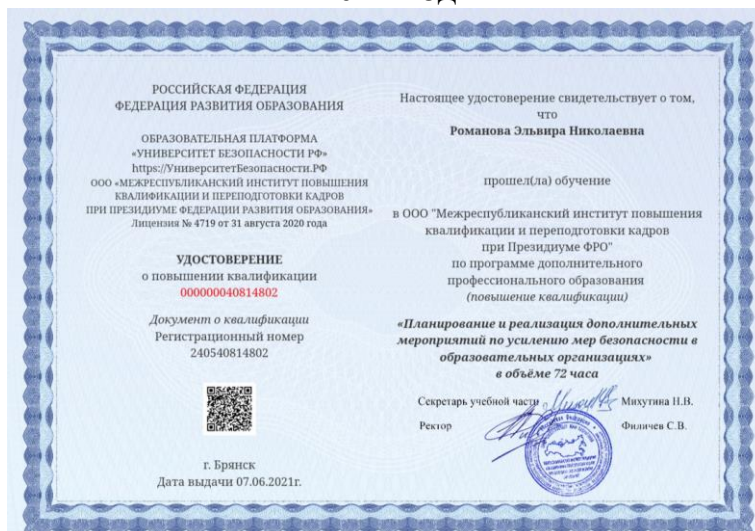 РОССИЙСКАЯ ФЕДЕРАЦИЯ
ФЕДЕРАЦИЯ РАЗВИТИЯ ОБРАЗОВАНИЯ
ОБРАЗОВАТЕЛЬНАЯ ПЛАТФОРМА
«УНИВЕРСИТЕТ БЕЗОПАСНОСТИ РФ»
https://УниверситетБезопасности.РФ
ООО «МЕЖРЕСПУБЛИКАНСКИЙ ИНСТИТУТ ПОВЫШЕНИЯ
КВАЛИФИКАЦИИ И ПЕРЕПОДГОТОВКИ КАДРОВ
ПРИ ПРЕЗИДИУМЕ ФЕДЕРАЦИИ РАЗВИТИЯ ОБРАЗОВАНИЯ»
Лицензия № 4719 от 31 августа 2020 года
УДОСТОВЕРЕНИЕ
о повышении квалификации
000000040814802
Документ о квалификации
Регистрационный номер
240540814802
г. Брянск
Дата выдачи 07.06.2021г.
Настоящее удостоверение свидетельствует о том,
что
Романова Эльвира Николаевна
прошел(ла) обучение
в ООО "Межреспубликанский институт повышения
квалификации и переподготовки кадров
при Президиуме ФРО"
по программе дополнительного
профессионального образования
(повышение квалификации)
«Планирование и реализация дополнительных
мероприятий по усилению мер безопасности в
образовательных организациях»
в объёме 72 часа
Секретарь учебной части Михутина Н.В.
Ректор Филичев С.В.